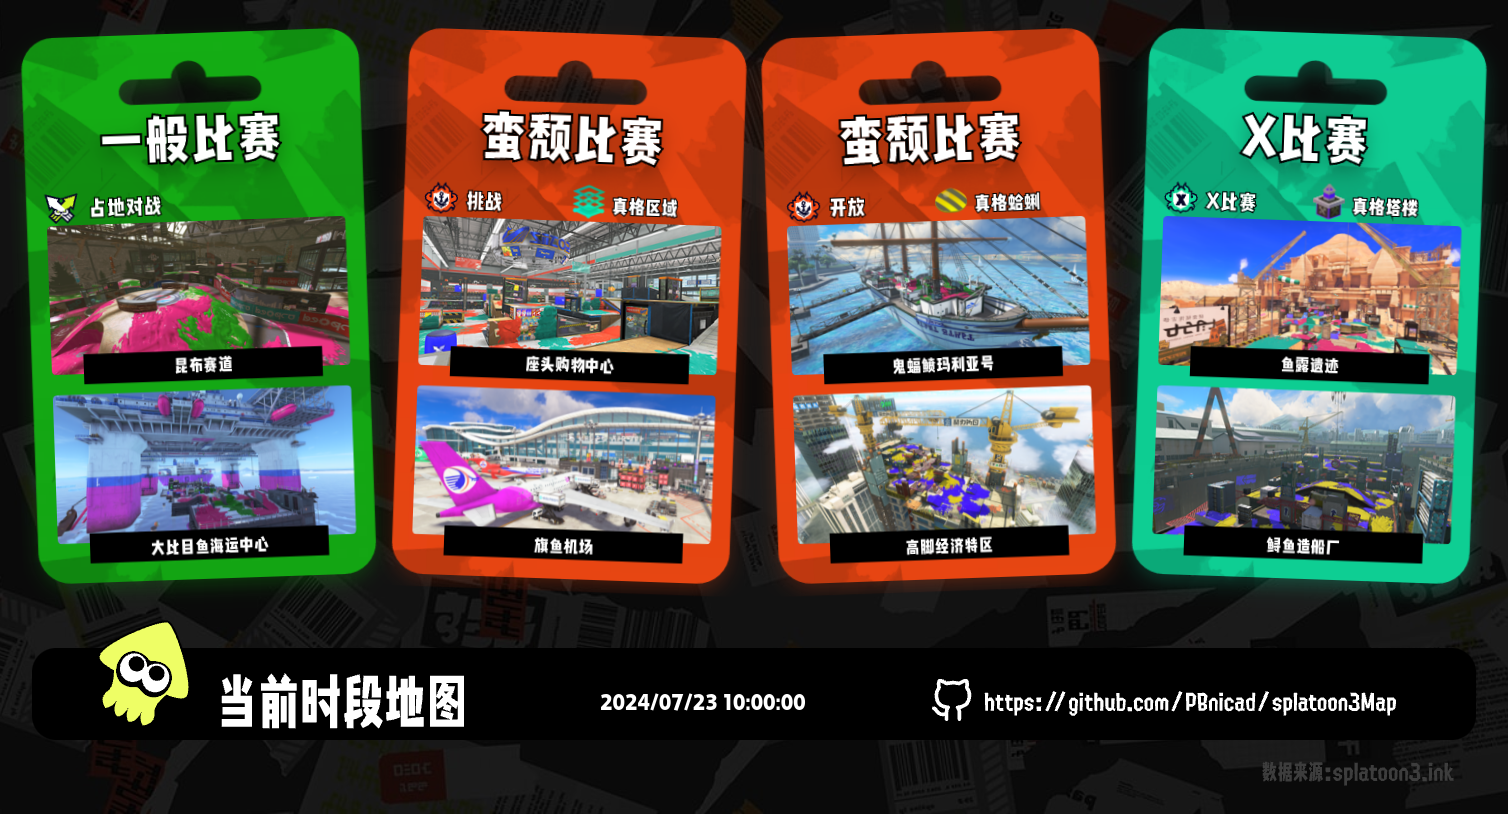 一般比赛
占地对战
昆布赛道
大比目鱼海运中心
蛮颓比赛
挑战
真格区域
座头购物中心
旗鱼机场
蛮颓比赛
开放
真格蛤蜊
鬼蝠鲼玛利亚号
高脚经济特区
X比赛
X比赛
真格塔楼
鱼露遗迹
鲟鱼造船厂
当前时段地图
2024/07/23 10:00:00
https://github.com/PBnicad/splatoon3Map
数据来源:splatoon3.ink